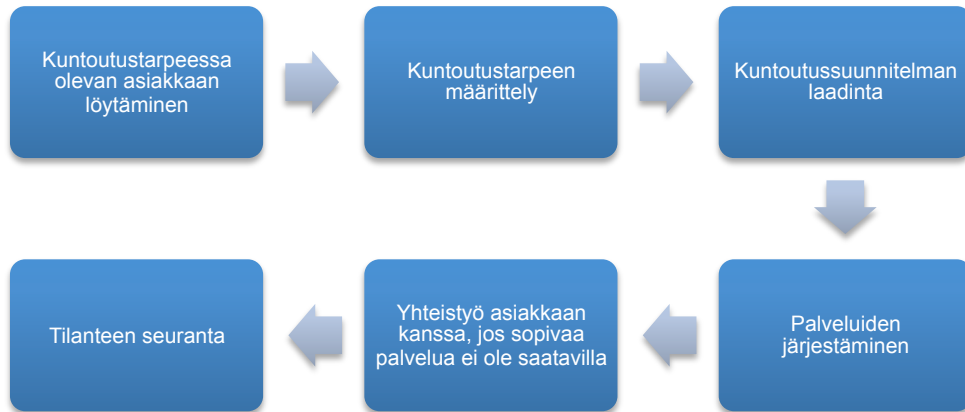 Kuntoutustarpeessa
olevan asiakkaan
löytäminen
Kuntoutustarpeen
määrittely
Kuntoutussuunnitelman
laadinta
Palveluiden
järjestäminen
Yhteistyö asiakkaan
kanssa, jos sopivaa
palvelua ei ole saatavilla
Tilanteen seuranta